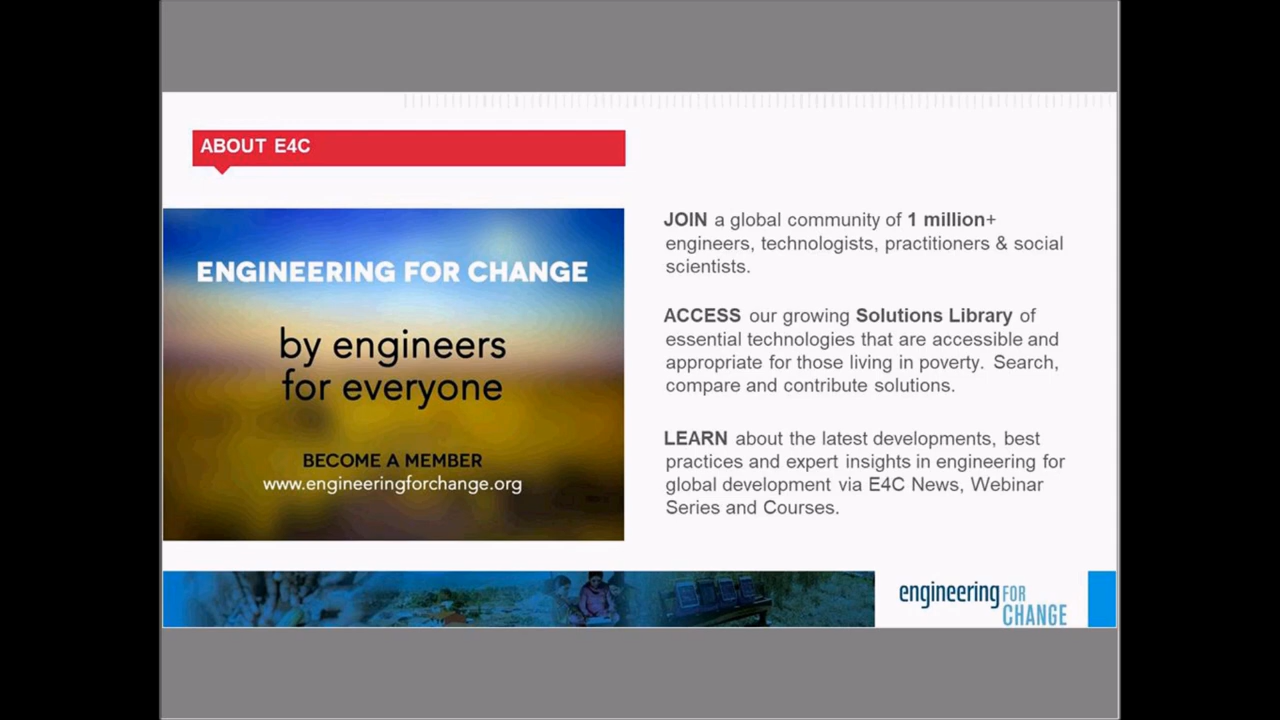 ABOUT E4C
ENGINEERING FOR CHANGE
by engineers
for everyone
BECOME A MEMBER
www.engineeringforchange.org
JOIN a global community of 1 million+
engineers, technologists, practitioners & social
scientists.
ACCESS our growing Solutions Library of
essential technologies that are accessible and
appropriate for those living in poverty. Search,
compare and contribute solutions.
LEARN about the latest developments, best
practices and expert insights in engineering for
global development via E4C News, Webinar
Series and Courses.
engineering FOR
CHANGE